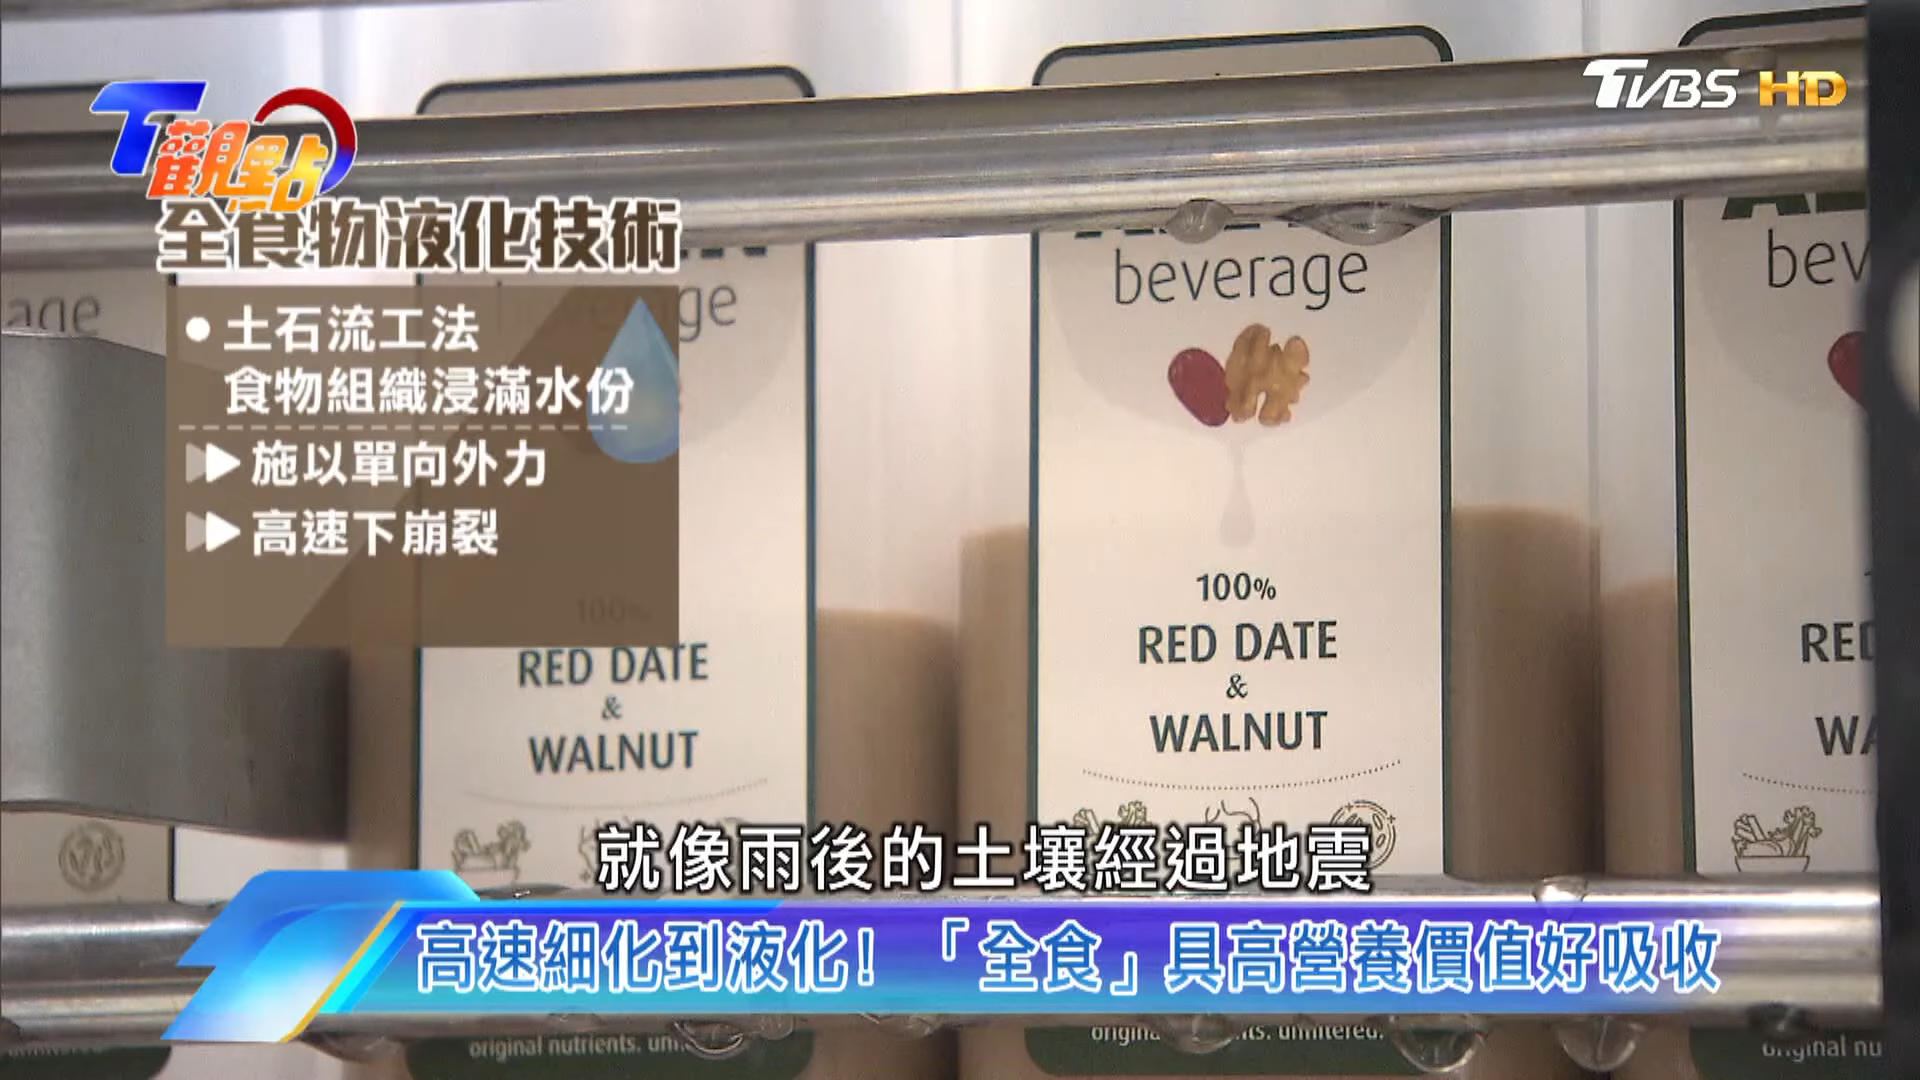 TVBS HD
T觀點
全食物液化技術
土石流工法
食物組織浸滿水份
施以單向外力
高速下崩裂
beverage
100%
RED DATE
&
WALNUT
beverage
100%
RED DATE
&
WALNUT
就像雨後的土壤經過地震
高速細化到液化!「全食」具高營養價值好吸收
original nutrients.
unfiltered.